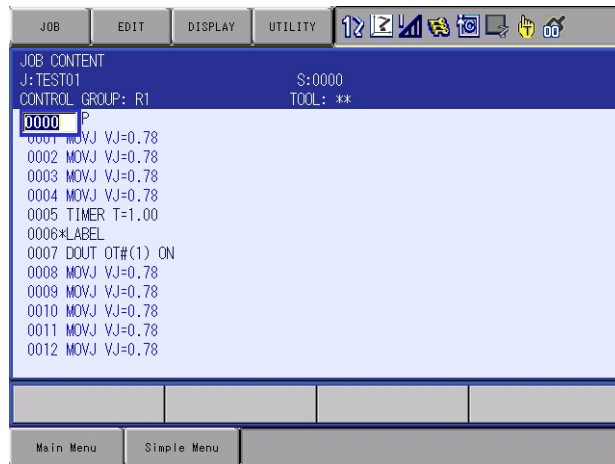 JOB EDIT DISPLAY UTILITY
JOB CONTENT
J:TEST01 S:0000
CONTROL GROUP: R1 TOOL: **
0000 P
0001 MOVJ VJ=0.78
0002 MOVJ VJ=0.78
0003 MOVJ VJ=0.78
0004 MOVJ VJ=0.78
0005 TIMER T=1.00
0006*LABEL
0007 DOUT OT#(1) ON
0008 MOVJ VJ=0.78
0009 MOVJ VJ=0.78
0010 MOVJ VJ=0.78
0011 MOVJ VJ=0.78
0012 MOVJ VJ=0.78
Main Menu Simple Menu